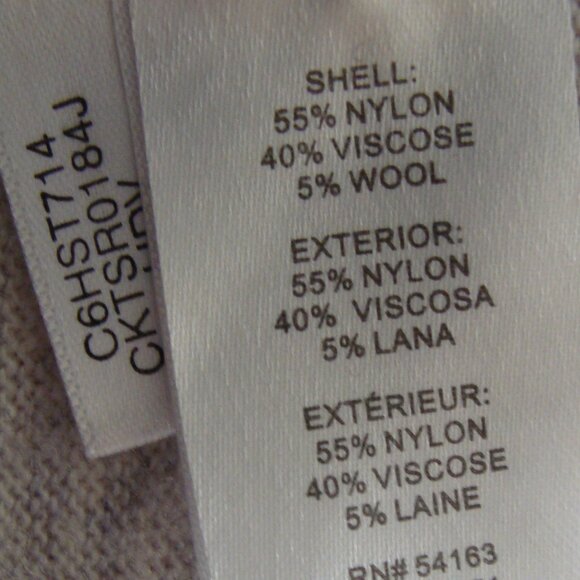 SHELL:
55% NYLON
40% VISCOSE
5% WOOL
EXTERIOR:
55% NYLON
40% VISCOSA
5% LANA
EXTÉRIEUR:
55% NYLON
40% VISCOSE
5% LAINE
RN# 54163
C6HST714
CKTSR0184J